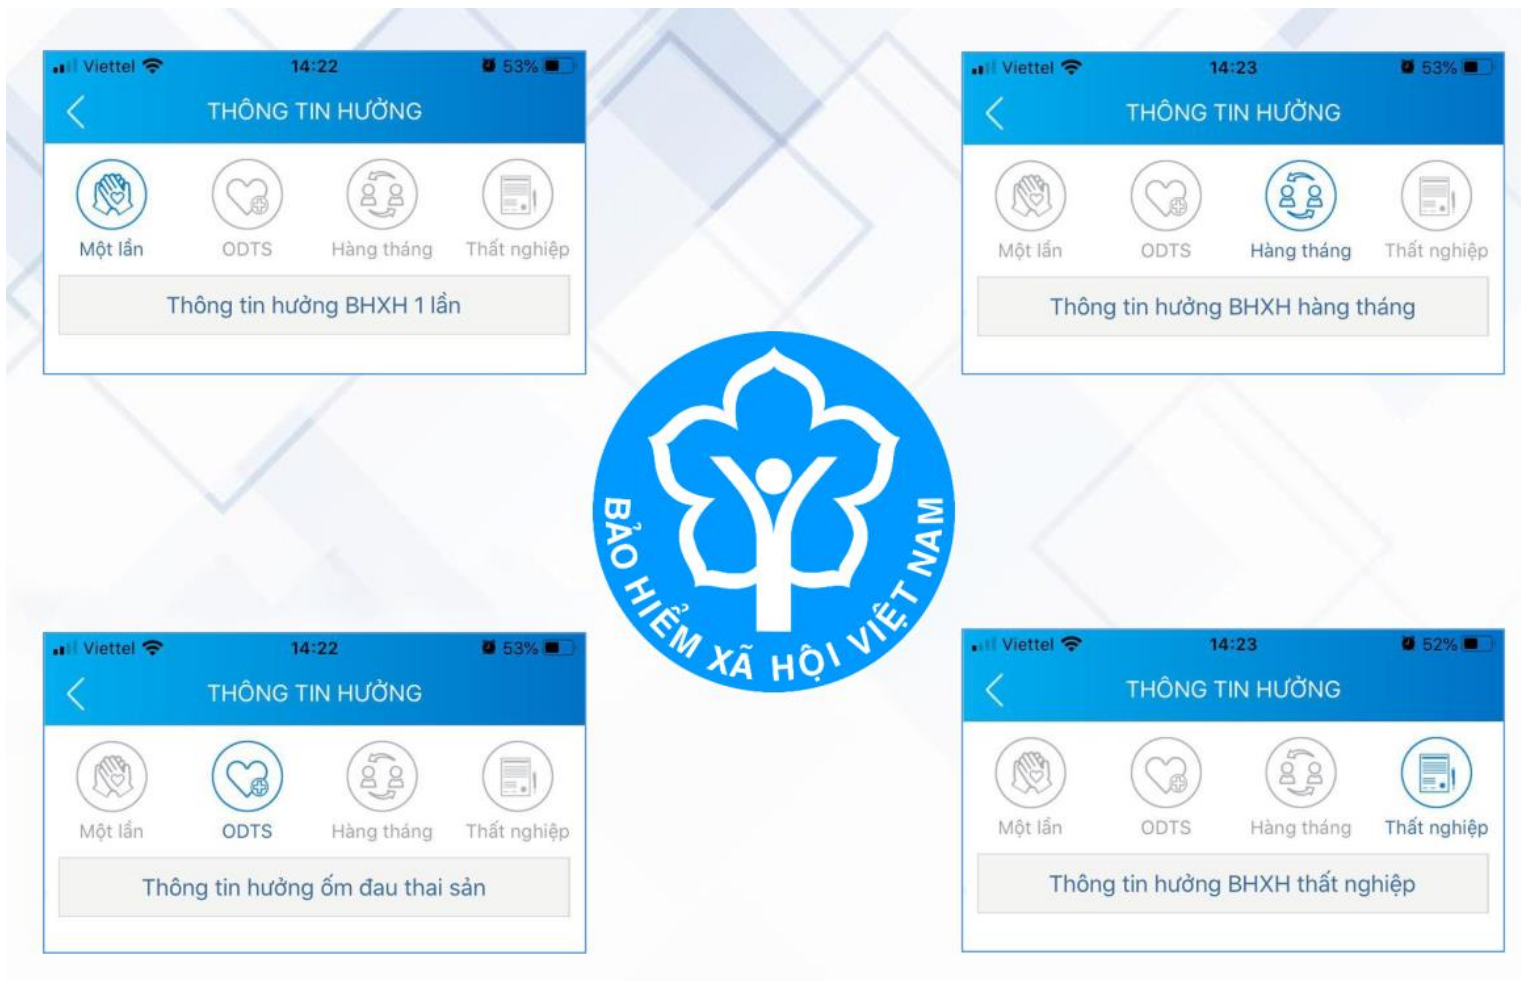 Viettel 14:22 53%
THÔNG TIN HƯỞNG
Một lần ODTS Hàng tháng Thất nghiệp
Thông tin hưởng BHXH 1 lần
Viettel 14:23 53%
THÔNG TIN HƯỞNG
Một lần ODTS Hàng tháng Thất nghiệp
Thông tin hưởng BHXH hàng tháng
BẢO HIỂM XÃ HỘI VIỆT NAM
Viettel 14:22 53%
THÔNG TIN HƯỞNG
Một lần ODTS Hàng tháng Thất nghiệp
Thông tin hưởng ốm đau thai sản
Viettel 14:23 52%
THÔNG TIN HƯỞNG
Một lần ODTS Hàng tháng Thất nghiệp
Thông tin hưởng BHXH thất nghiệp